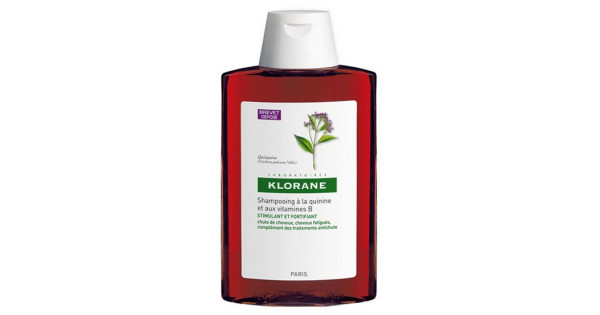 BREVET
DÉPOSÉ
Quinquina
LABORATOIRES
KLORANE
Shampooing à la quinine
et aux vitamines B
STIMULANT ET FORTIFIANT
chute de cheveux, cheveux fatigués,
complément des traitements antichute
PARIS